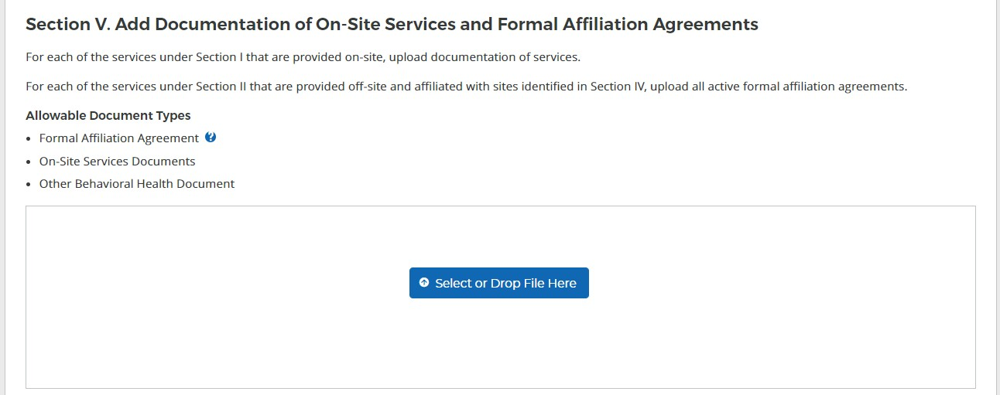 Section V. Add Documentation of On-Site Services and Formal Affiliation Agreements
For each of the services under Section I that are provided on-site, upload documentation of services.
For each of the services under Section II that are provided off-site and affiliated with sites identified in Section IV, upload all active formal affiliation agreements.
Allowable Document Types
• Formal Affiliation Agreement ?
• On-Site Services Documents
• Other Behavioral Health Document
Select or Drop File Here